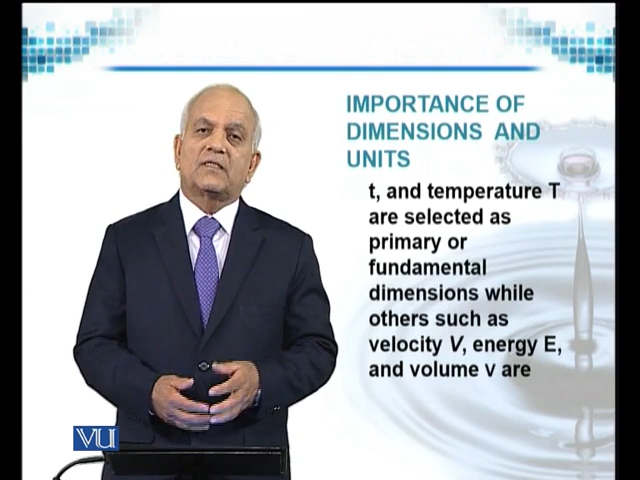 IMPORTANCE OF
DIMENSIONS AND
UNITS
t, and temperature T
are selected as
primary or
fundamental
dimensions while
others such as
velocity V, energy E,
and volume v are
VU